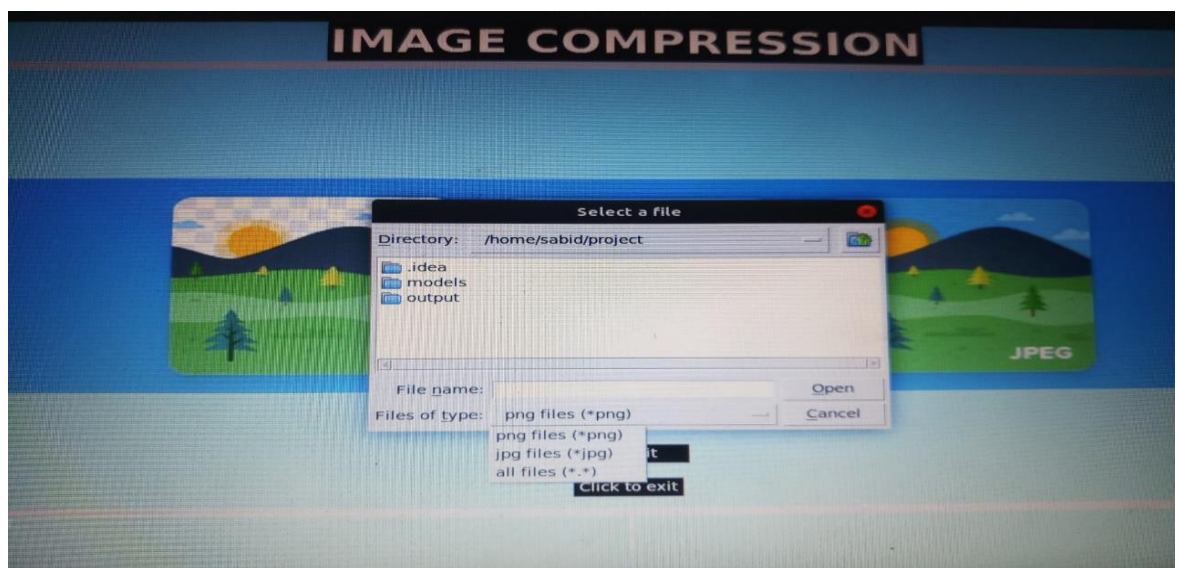 IMAGE COMPRESSION
Select a file
Directory: /home/sabid/project
.idea
models
output
JPEG
File name:
Open
Files of type: png files (*png)
Cancel
png files (*png)
jpg files (*jpg)
it
all files (*.*)
Click to exit